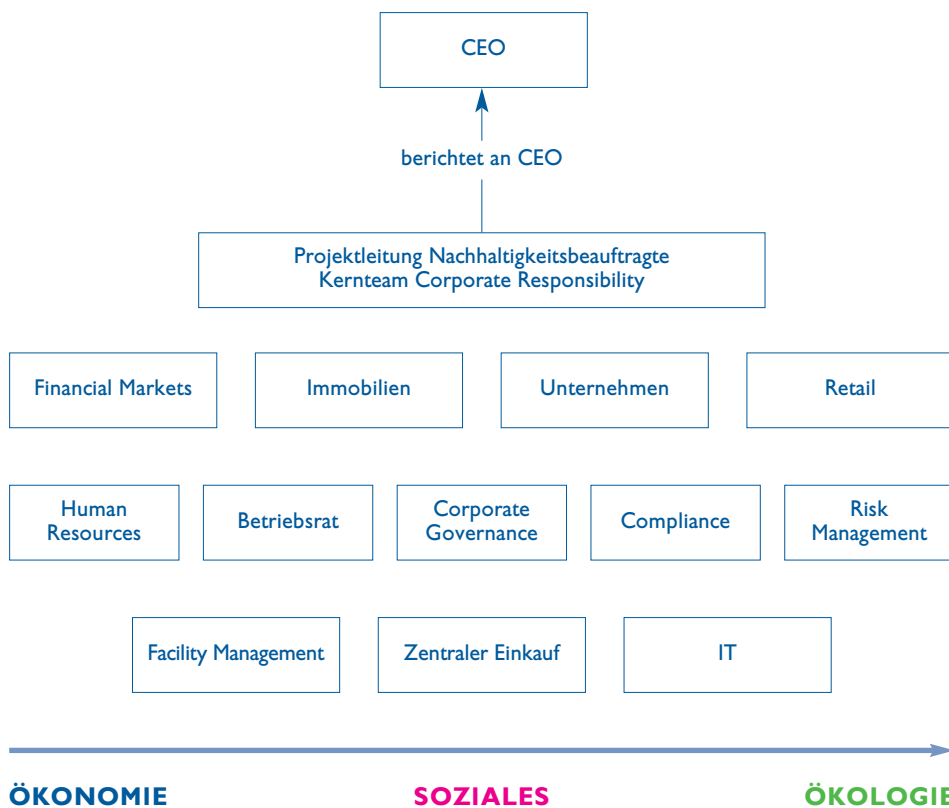 CEO
berichtet an CEO
Projektleitung Nachhaltigkeitsbeauftragte
Kernteam Corporate Responsibility
Financial Markets
Immobilien
Unternehmen
Retail
Human
Resources
Betriebsrat
Corporate
Governance
Compliance
Risk
Management
Facility Management
Zentraler Einkauf
IT
ÖKONOMIE
SOZIALES
ÖKOLOGIE